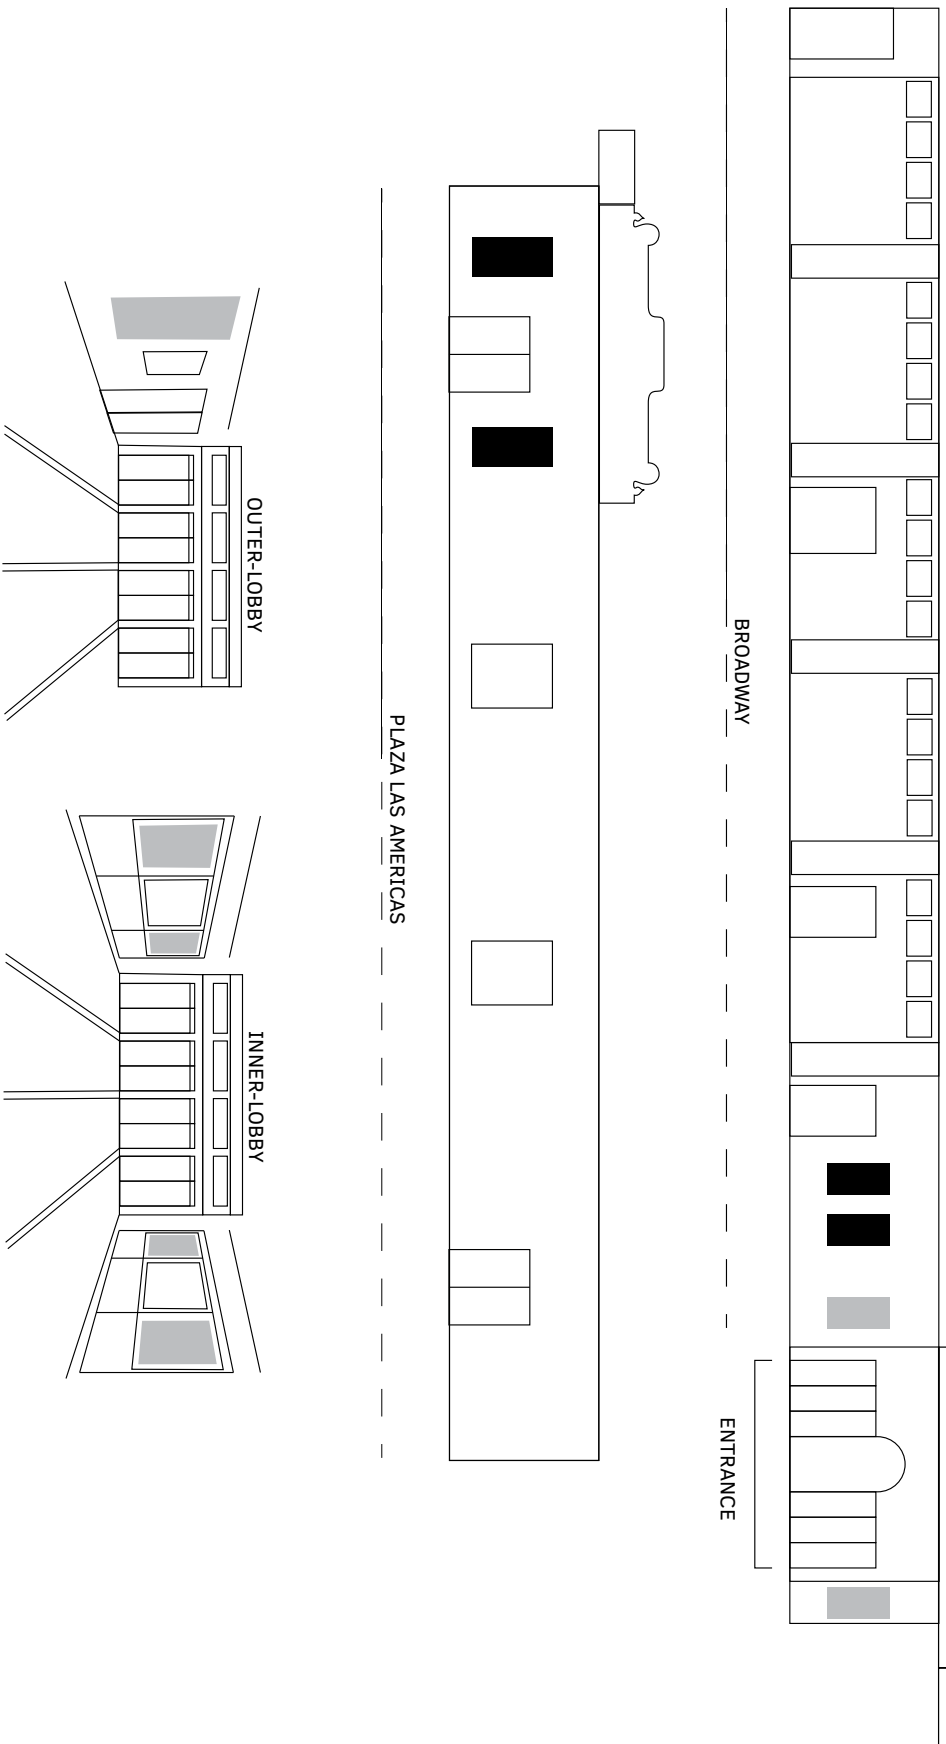 BROADWAY
ENTRANCE
PLAZA LAS AMERICAS
OUTER-LOBBY
INNER-LOBBY